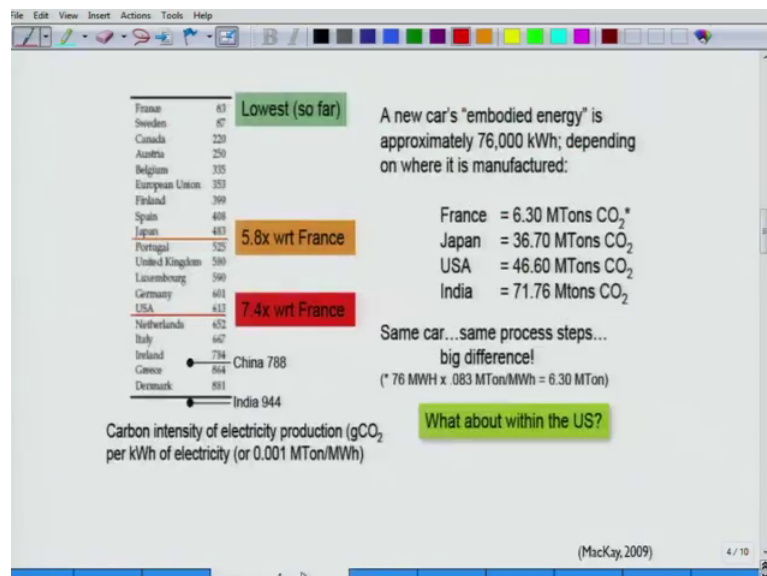 File Edit View Insert Actions Tools Help
France 83
Sweden 87
Canada 220
Austria 250
Belgium 335
European Union 353
Finland 399
Spain 408
Japan 483
Portugal 525
United Kingdom 580
Luxembourg 590
Germany 601
USA 613
Netherlands 652
Italy 667
Ireland 784
Greece 864
Denmark 881
Lowest (so far)
5.8x wrt France
7.4x wrt France
China 788
India 944
Carbon intensity of electricity production (gCO2
per kWh of electricity (or 0.001 MTon/MWh)
A new car's "embodied energy" is
approximately 76,000 kWh; depending
on where it is manufactured:
France = 6.30 MTons CO2*
Japan = 36.70 MTons CO2
USA = 46.60 MTons CO2
India = 71.76 Mtons CO2
Same car...same process steps...
big difference!
(* 76 MWH x .083 MTon/MWh = 6.30 MTon)
What about within the US?
(MacKay, 2009)
4 / 10